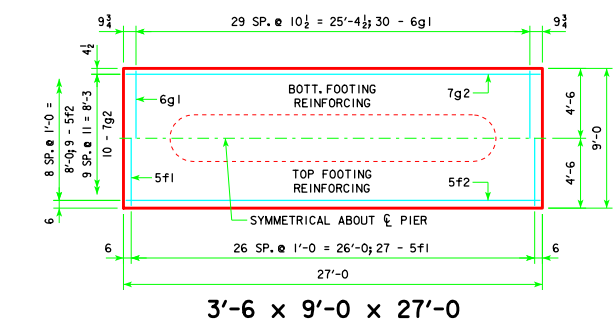 9¾
29 SP. @ 10½ = 25'-4½; 30 - 6g1
9¾
4½
BOTT. FOOTING
REINFORCING
7g2
6g1
8 SP. @ 1'-0 =
8'-0; 9 - 5f2
9 SP. @ 11 = 8'-3
10 - 7g2
4'-6
9'-0
4'-6
5f1
TOP FOOTING
REINFORCING
5f2
6
SYMMETRICAL ABOUT ℄ PIER
6
26 SP. @ 1'-0 = 26'-0; 27 - 5f1
6
27'-0
3'-6 x 9'-0 x 27'-0